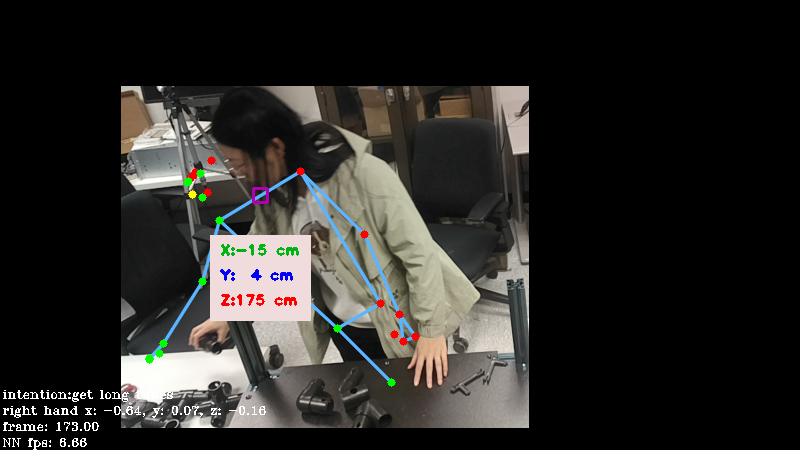 X:-15 cm
Y: 4 cm
Z:175 cm
intention:get long
right hand x: -0.64, y: 0.07, z: -0.16
frame: 173.00
NN fps: 6.66